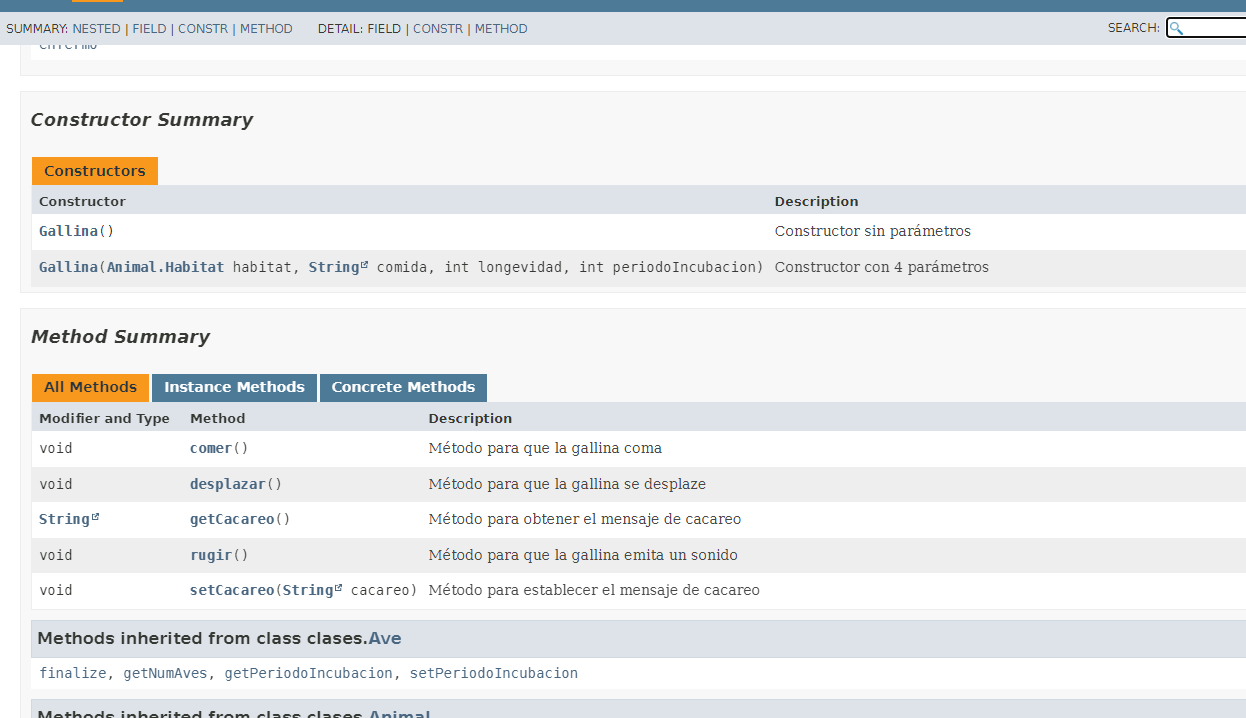 SUMMARY: NESTED | FIELD | CONSTR | METHOD DETAIL: FIELD | CONSTR | METHOD SEARCH:
enfermo
Constructor Summary
Constructors
Constructor Description
Gallina() Constructor sin parámetros
Gallina(Animal.Habitat habitat, String comida, int longevidad, int periodoIncubacion) Constructor con 4 parámetros
Method Summary
All Methods Instance Methods Concrete Methods
Modifier and Type Method Description
void comer() Método para que la gallina coma
void desplazar() Método para que la gallina se desplaze
String getCacareo() Método para obtener el mensaje de cacareo
void rugir() Método para que la gallina emita un sonido
void setCacareo(String cacareo) Método para establecer el mensaje de cacareo
Methods inherited from class clases.Ave
finalize, getNumAves, getPeriodoIncubacion, setPeriodoIncubacion
Methods inherited from class clases.Animal